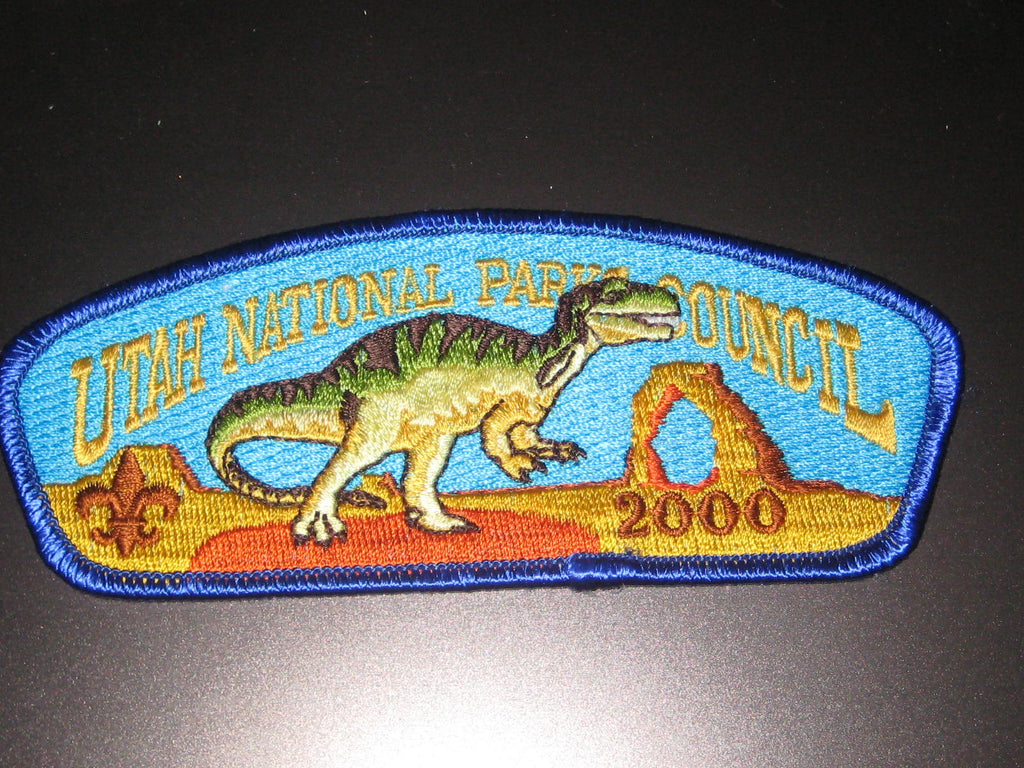 UTAH NATIONAL PARKS COUNCIL
2000